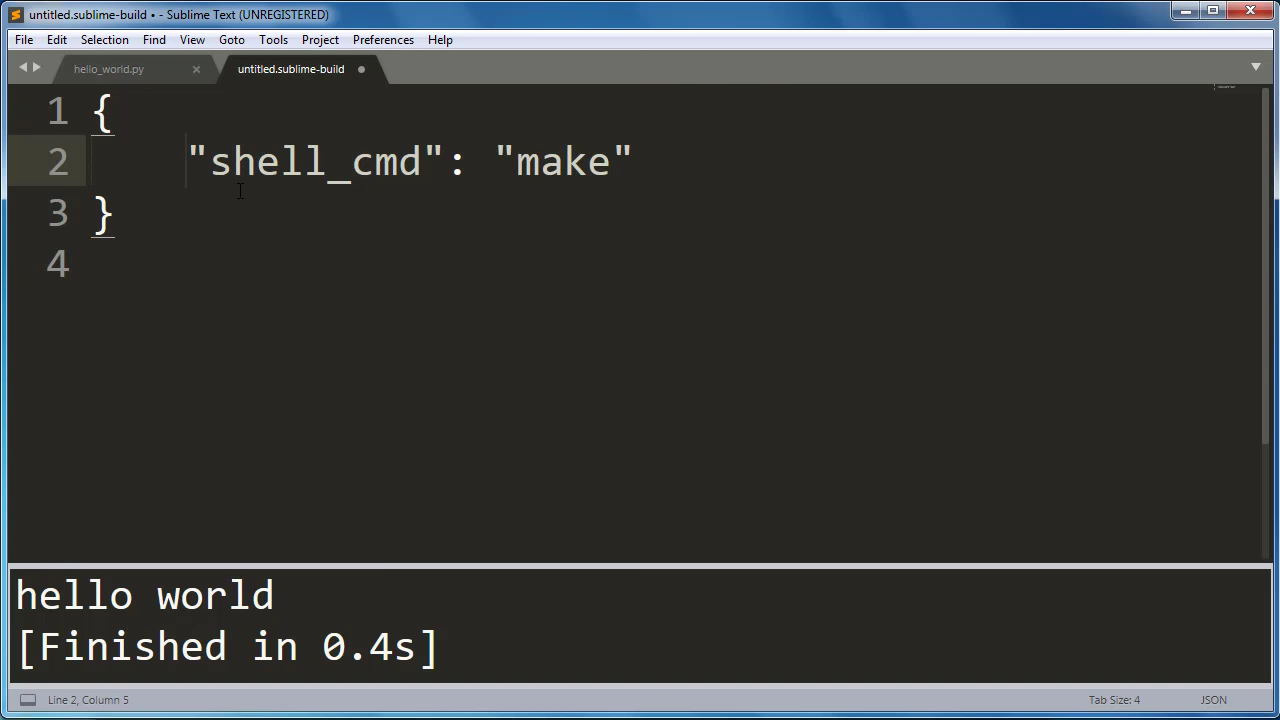 untitled.sublime-build • - Sublime Text (UNREGISTERED)
File Edit Selection Find View Goto Tools Project Preferences Help
hello_world.py untitled.sublime-build
1 {
2 "shell_cmd": "make"
3 }
4
hello world
[Finished in 0.4s]
Line 2, Column 5 Tab Size: 4 JSON